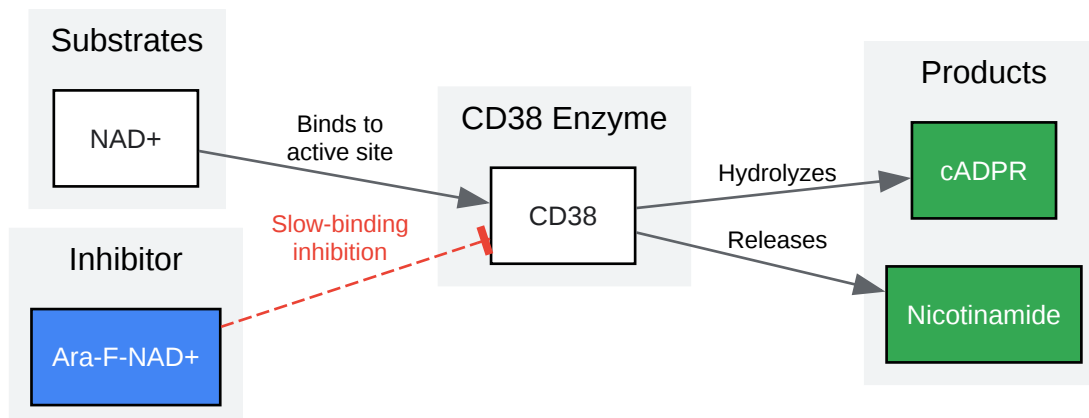 Substrates
NAD+
Inhibitor
Ara-F-NAD+
Binds to
active site
Slow-binding
inhibition
CD38 Enzyme
CD38
Hydrolyzes
Releases
Products
cADPR
Nicotinamide